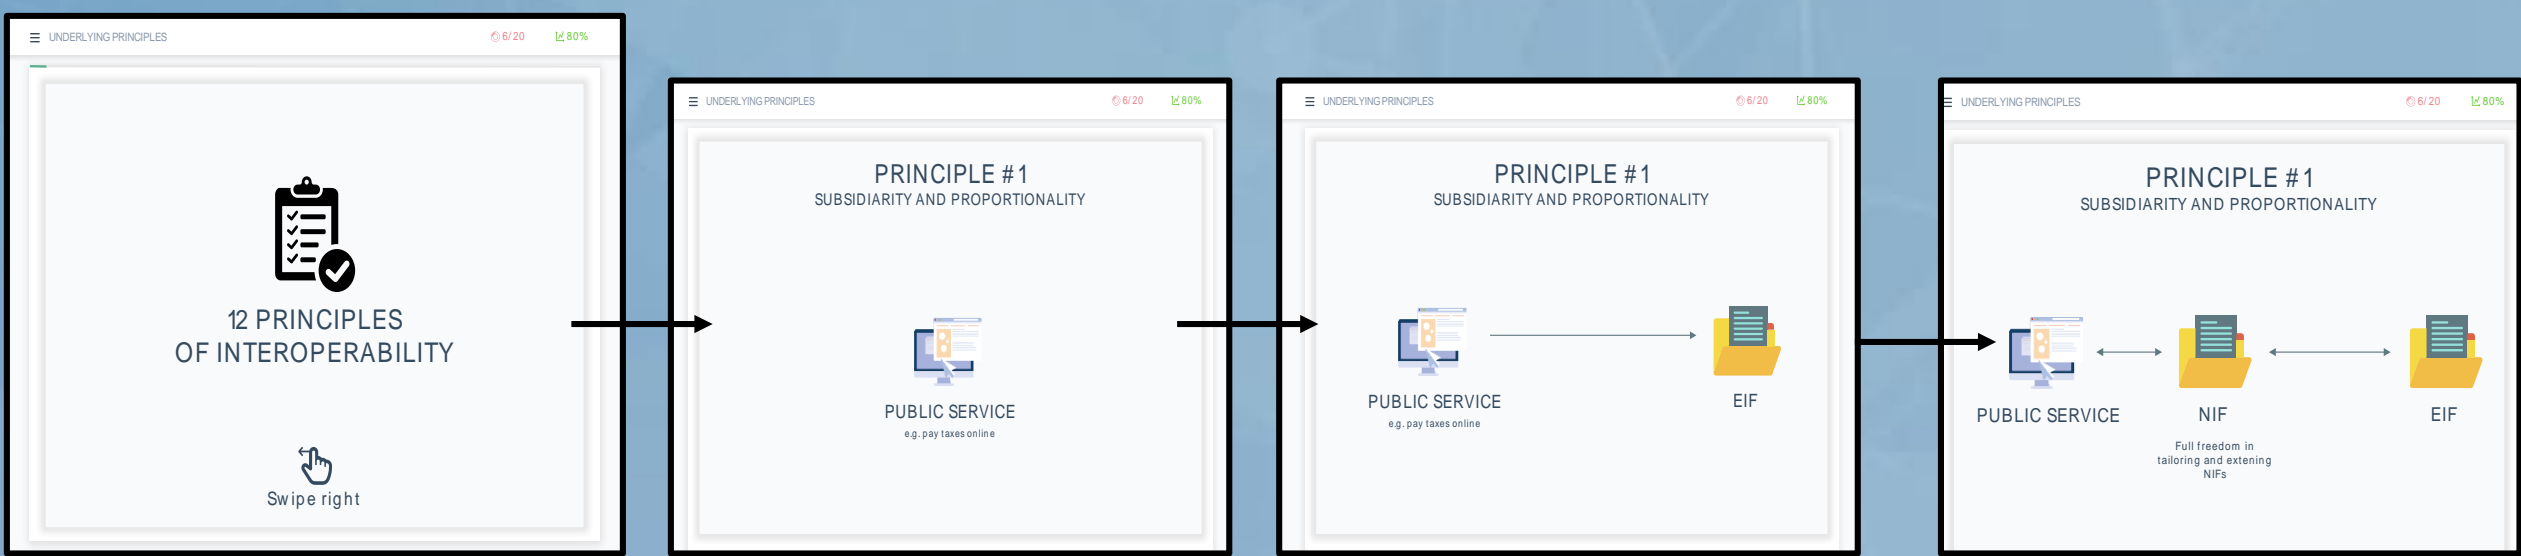 UNDERLYING PRINCIPLES
6/20
80%
12 PRINCIPLES
OF INTEROPERABILITY
Swipe right
UNDERLYING PRINCIPLES
6/20
80%
PRINCIPLE #1
SUBSIDIARITY AND PROPORTIONALITY
PUBLIC SERVICE
e.g. pay taxes online
UNDERLYING PRINCIPLES
6/20
80%
PRINCIPLE #1
SUBSIDIARITY AND PROPORTIONALITY
PUBLIC SERVICE
e.g. pay taxes online
EIF
UNDERLYING PRINCIPLES
6/20
80%
PRINCIPLE #1
SUBSIDIARITY AND PROPORTIONALITY
PUBLIC SERVICE
NIF
Full freedom in
tailoring and extening
NIFs
EIF